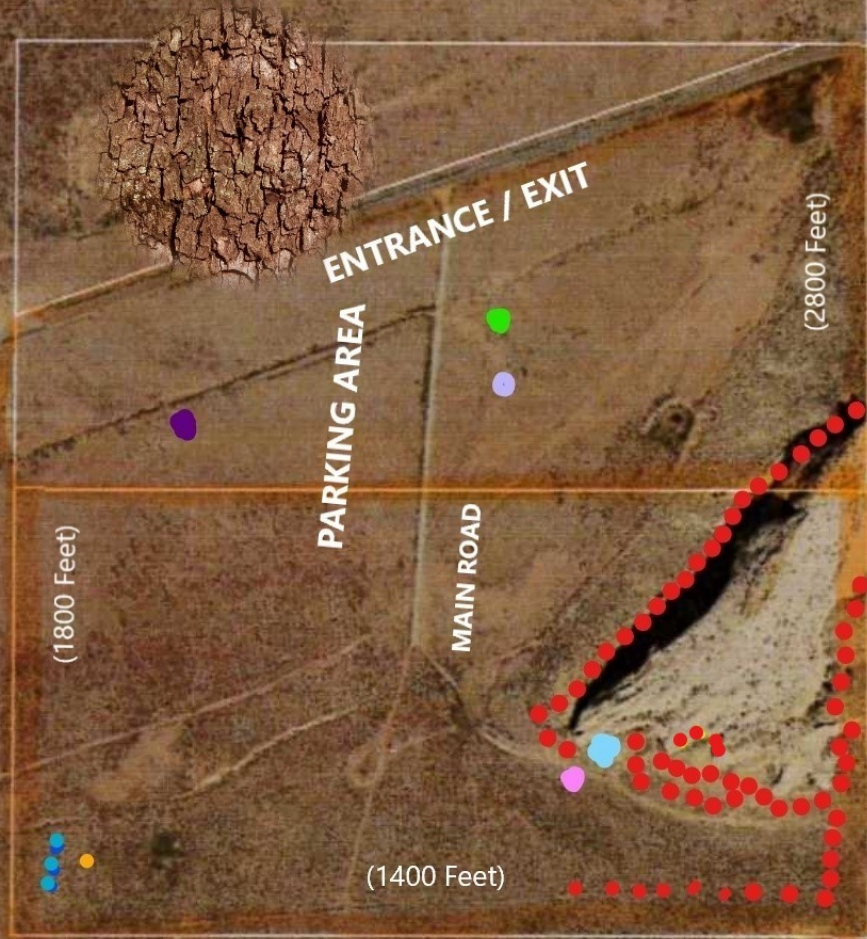 ENTRANCE / EXIT
PARKING AREA
(2800 Feet)
MAIN ROAD
(1800 Feet)
(1400 Feet)